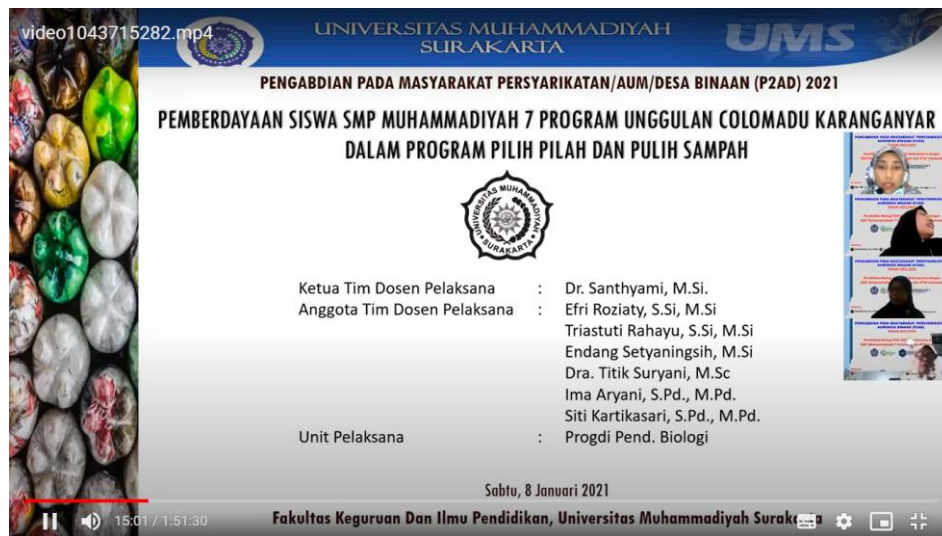 video1043715282.mp4
UNIVERSITAS MUHAMMADIYAH
SURAKARTA
UMS
PENGABDIAN PADA MASYARAKAT PERSYARIKATAN/AUM/DESA BINAAN (P2AD) 2021
PEMBERDAYAAN SISWA SMP MUHAMMADIYAH 7 PROGRAM UNGGULAN COLOMADU KARANGANYAR
DALAM PROGRAM PILIH PILAH DAN PULIH SAMPAH
UNIVERSITAS MUHAMMADIYAH
SURAKARTA
Ketua Tim Dosen Pelaksana : Dr. Santhyami, M.Si.
Anggota Tim Dosen Pelaksana : Efri Roziaty, S.Si, M.Si
Triastuti Rahayu, S.Si, M.Si
Endang Setyaningsih, M.Si
Dra. Titik Suryani, M.Sc
Ima Aryani, S.Pd., M.Pd.
Siti Kartikasari, S.Pd., M.Pd.
Unit Pelaksana : Progdi Pend. Biologi
Sabtu, 8 Januari 2021
15:01 / 1:51:30
Fakultas Keguruan Dan Ilmu Pendidikan, Universitas Muhammadiyah